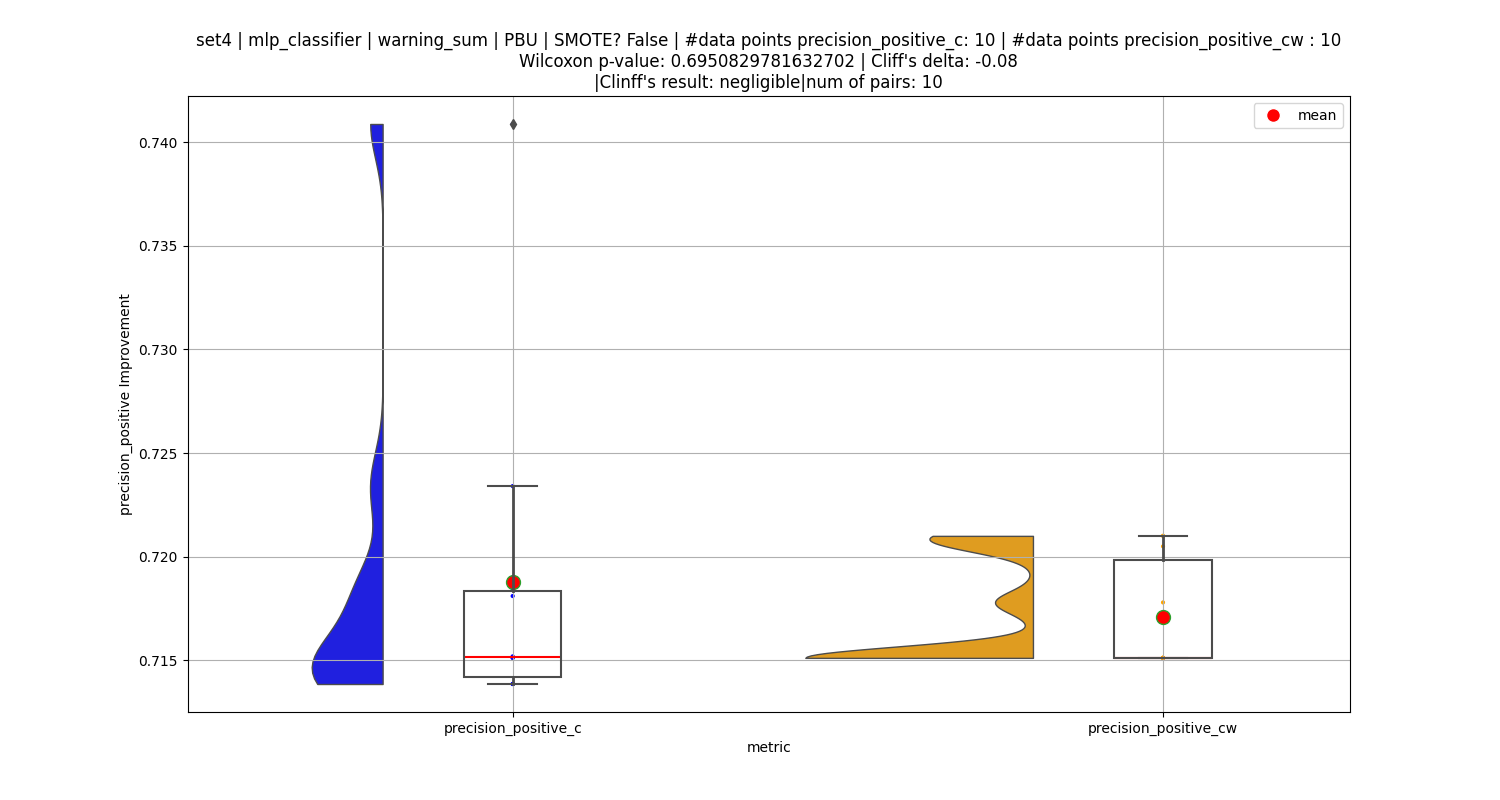 set4 | mlp_classifier | warning_sum | PBU | SMOTE? False | #data points precision_positive_c: 10 | #data points precision_positive_cw : 10
Wilcoxon p-value: 0.6950829781632702 | Cliff's delta: -0.08
|Clinff's result: negligible|num of pairs: 10
mean
0.740
0.735
0.730
0.725
0.720
0.715
precision_positive Improvement
precision_positive_c
precision_positive_cw
metric